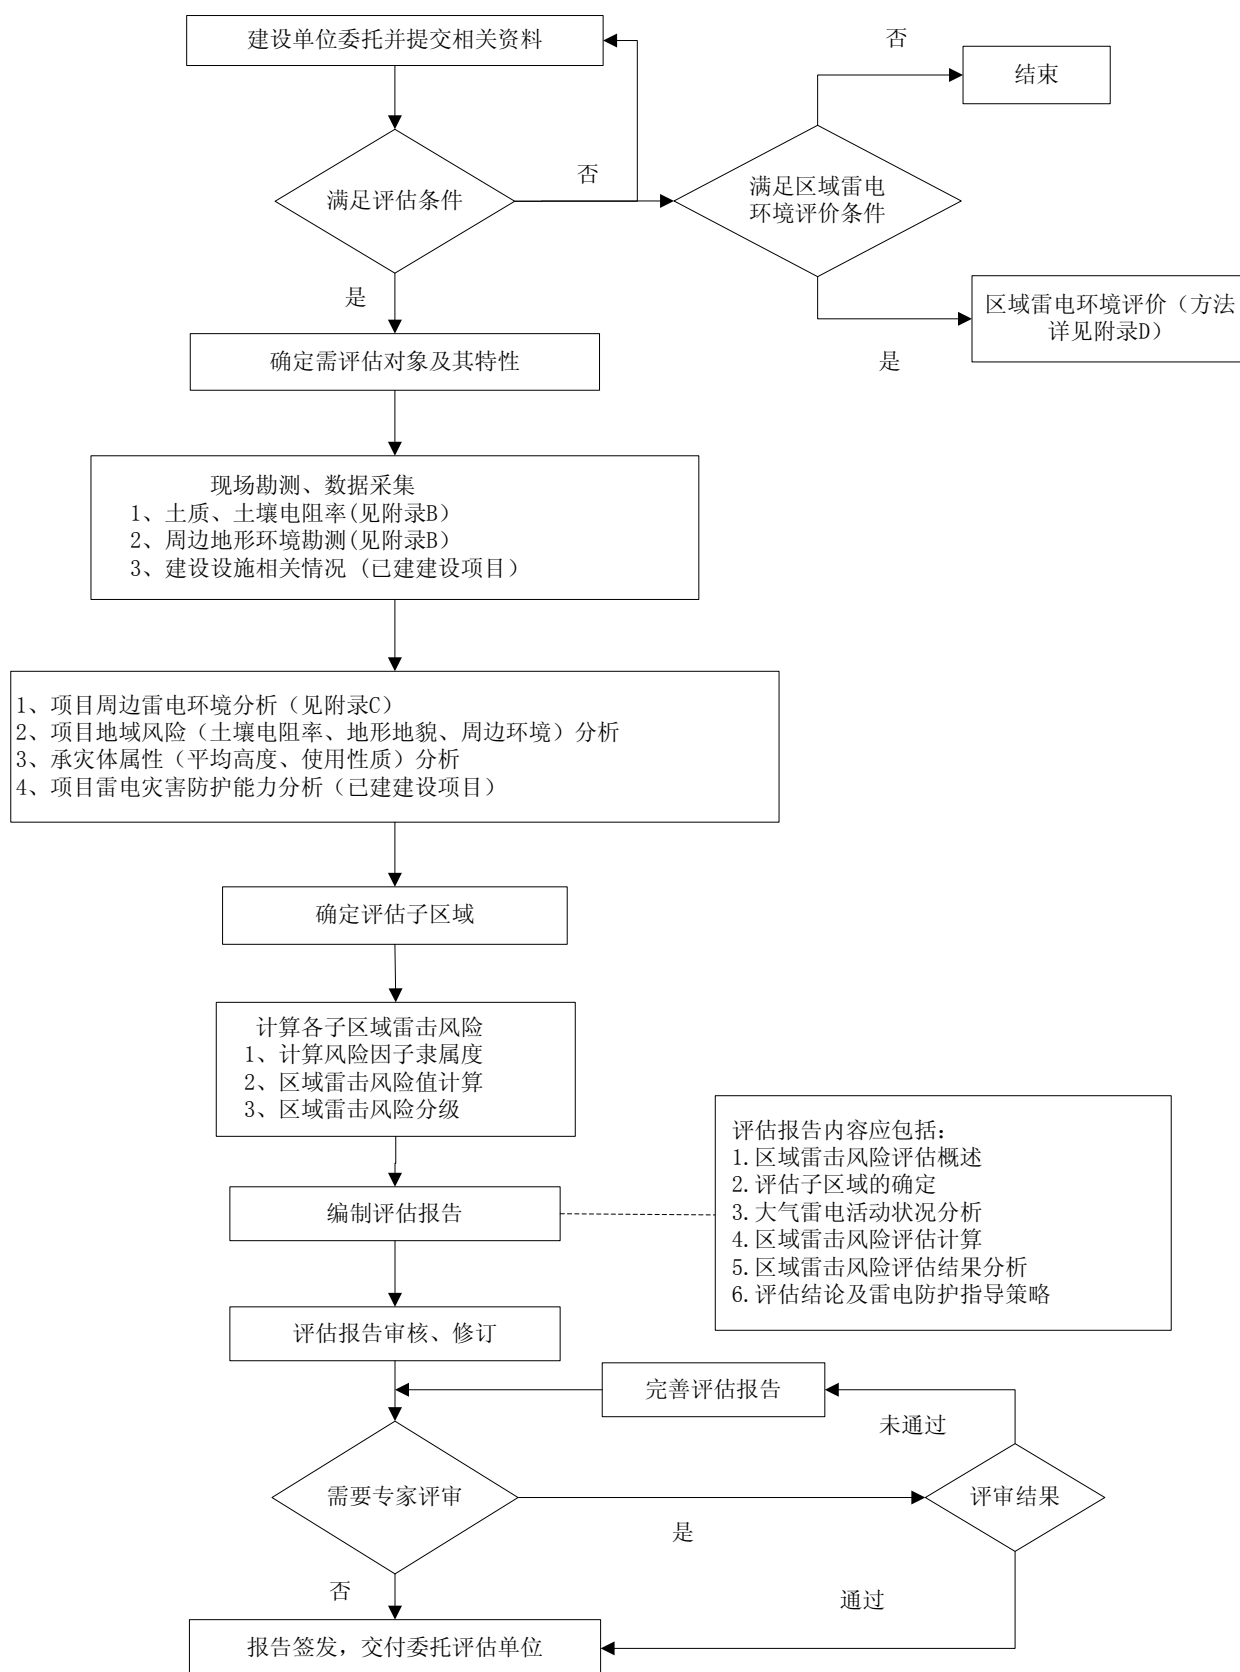 建设单位委托并提交相关资料
否
结束
满足评估条件
否
满足区域雷电
环境评价条件
是
区域雷电环境评价（方法
详见附录D）
是
确定需评估对象及其特性
现场勘测、数据采集
1、土质、土壤电阻率(见附录B）
2、周边地形环境勘测(见附录B）
3、建设设施相关情况 (已建建设项目）
1、项目周边雷电环境分析（见附录C）
2、项目地域风险（土壤电阻率、地形地貌、周边环境）分析
3、承灾体属性（平均高度、使用性质）分析
4、项目雷电灾害防护能力分析（已建建设项目）
确定评估子区域
计算各子区域雷击风险
1、计算风险因子隶属度
2、区域雷击风险值计算
3、区域雷击风险分级
评估报告内容应包括：
1.区域雷击风险评估概述
2.评估子区域的确定
3.大气雷电活动状况分析
4.区域雷击风险评估计算
5.区域雷击风险评估结果分析
6.评估结论及雷电防护指导策略
编制评估报告
评估报告审核、修订
完善评估报告
未通过
需要专家评审
是
评审结果
否
通过
报告签发，交付委托评估单位